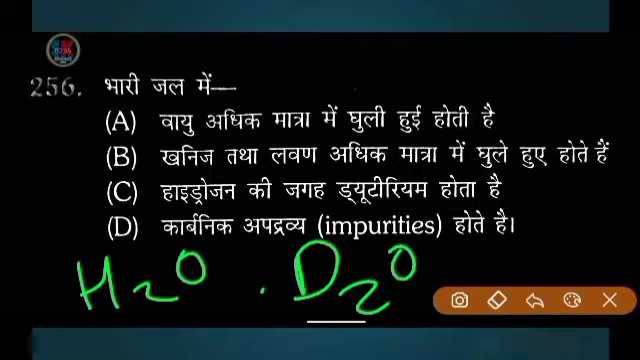 256. भारी जल में—
(A) वायु अधिक मात्रा में घुली हुई होती है
(B) खनिज तथा लवण अधिक मात्रा में घुले हुए होते हैं
(C) हाइड्रोजन की जगह ड्यूटीरियम होता है
(D) कार्बनिक अपद्रव्य (impurities) होते है।
H2O . D2O